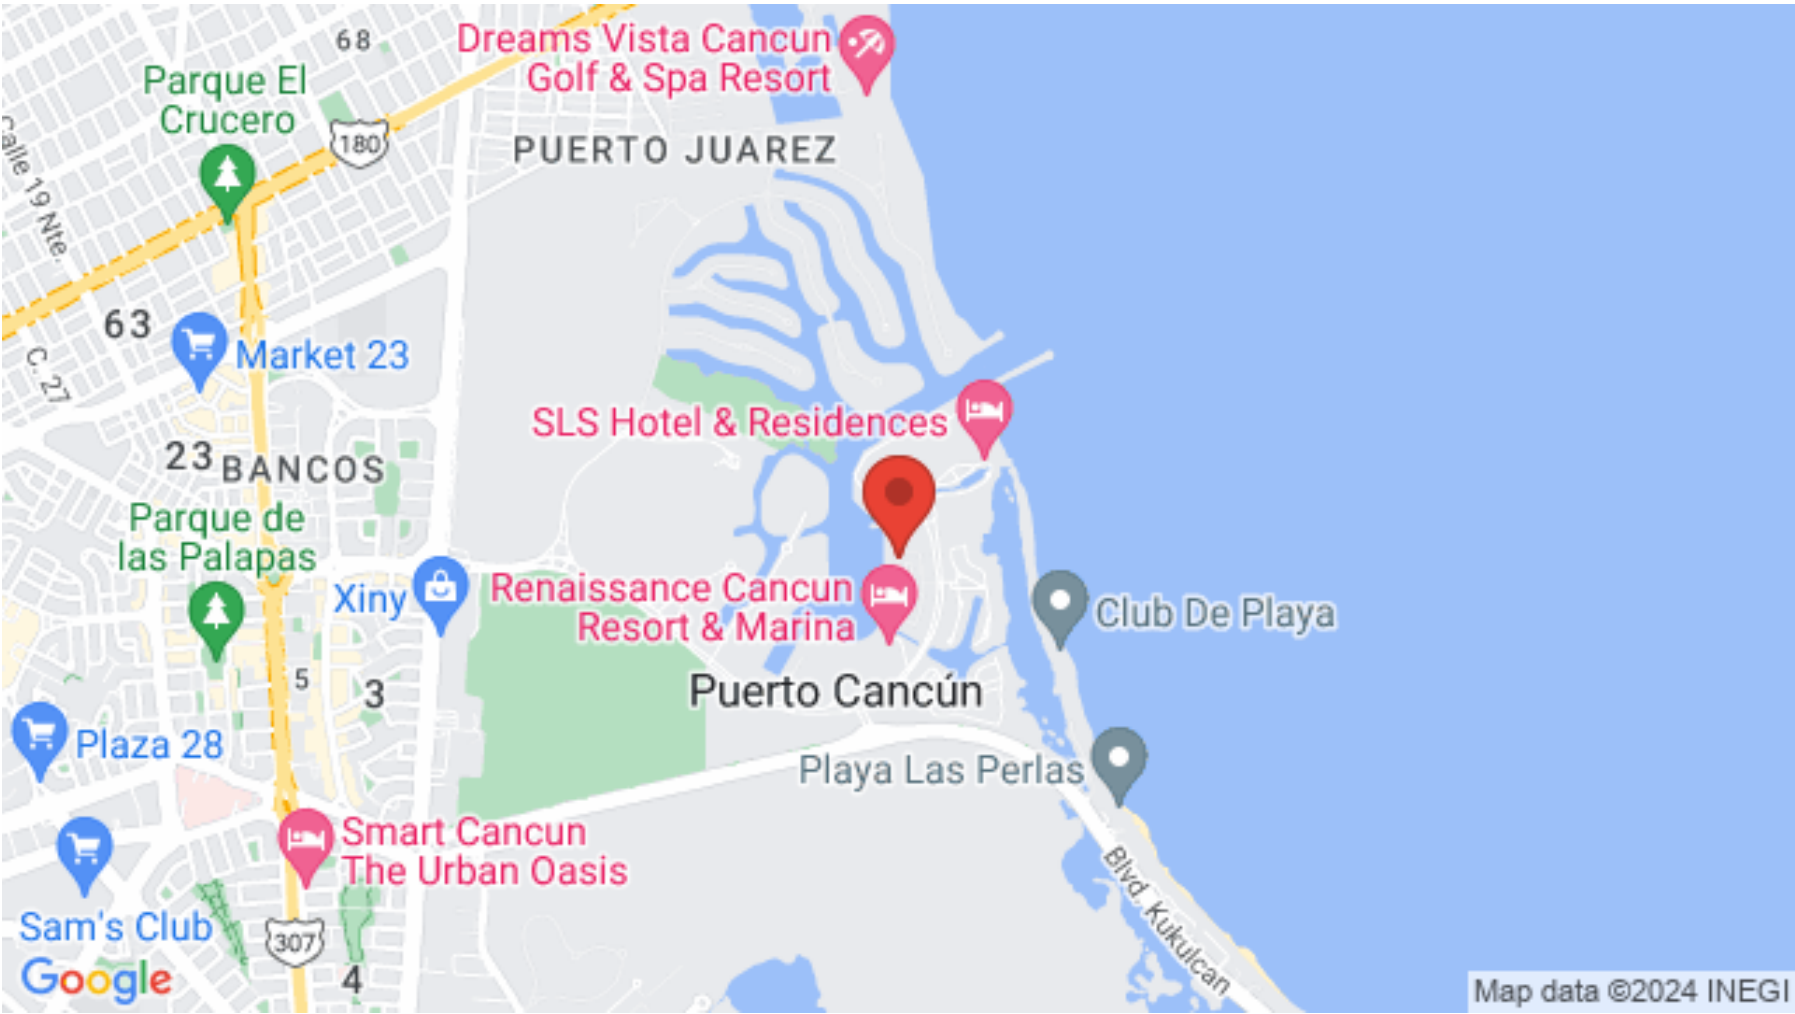 68
Dreams Vista Cancun
Golf & Spa Resort
Parque El
Crucero
180
PUERTO JUAREZ
Calle 19 Nte.
63
Market 23
C. 27
SLS Hotel & Residences
23
BANCOS
Parque de
las Palapas
Xiny
Renaissance Cancun
Resort & Marina
Club De Playa
5
3
Puerto Cancún
Plaza 28
Playa Las Perlas
Smart Cancun
The Urban Oasis
Blvd. Kukulcan
Sam's Club
307
4
Google
Map data ©2024 INEGI